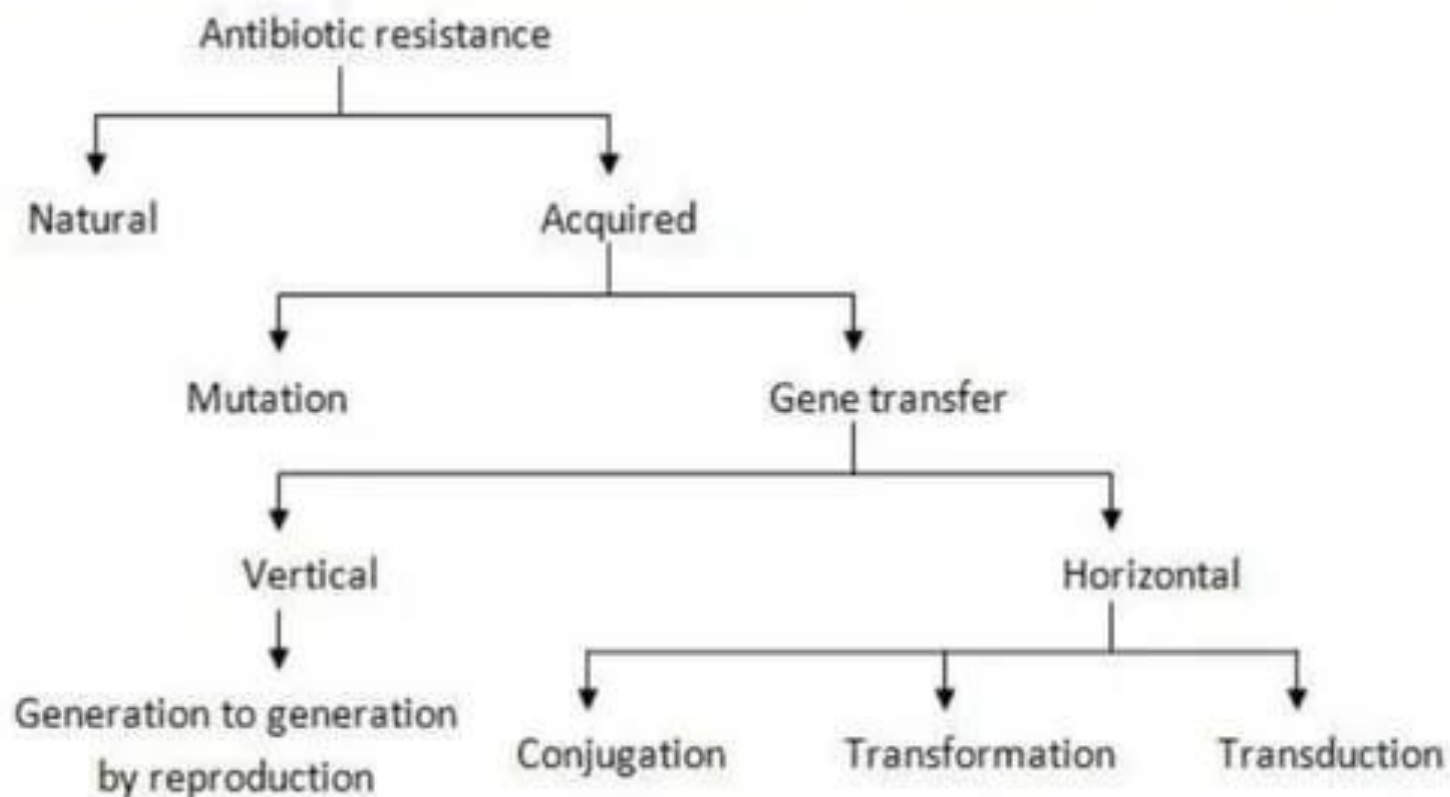 Antibiotic resistance
Natural
Acquired
Mutation
Gene transfer
Vertical
Horizontal
Generation to generation
by reproduction
Conjugation
Transformation
Transduction